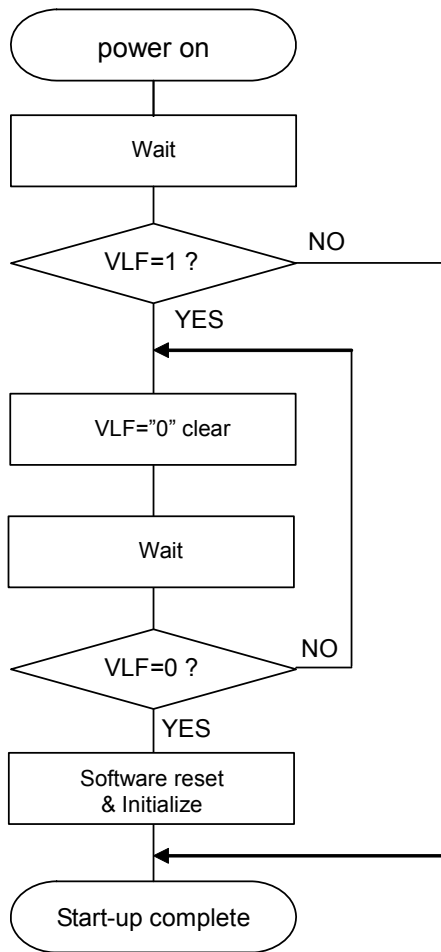 power on
Wait
VLF=1 ?
NO
YES
VLF=”0” clear
Wait
VLF=0 ?
NO
YES
Software reset
& Initialize
Start-up complete